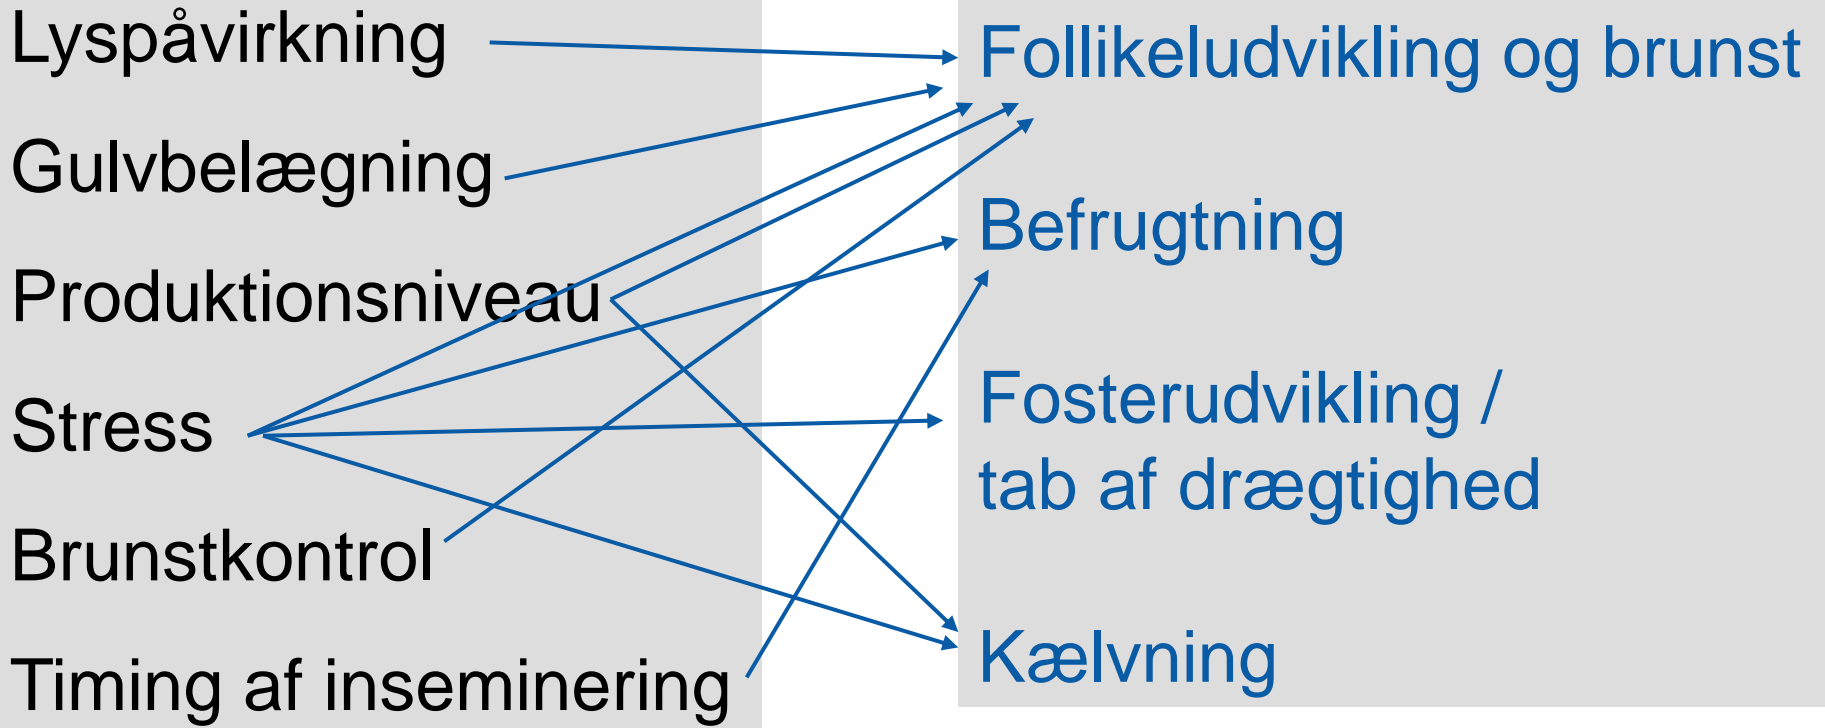 Lyspåvirkning
Gulvbelægning
Produktionsniveau
Stress
Brunstkontrol
Timing af inseminering
Follikeludvikling og brunst
Befrugtning
Fosterudvikling /
tab af drægtighed
Kælvning